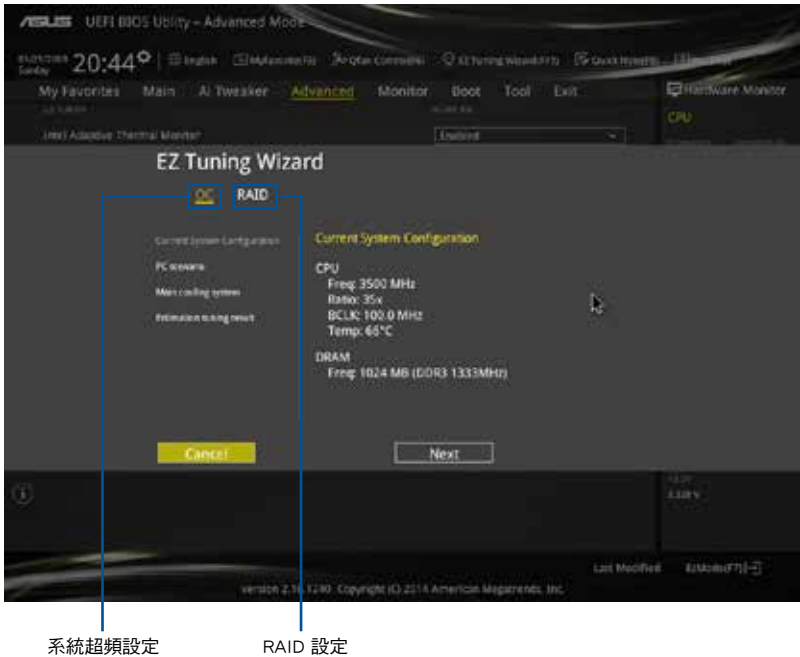 ASUS UEFI BIOS Utility – Advanced Mode
Sunday 20:44 English
My Favorites Main Ai Tweaker Advanced Monitor Boot Tool Exit Hardware Monitor
CPU
Intel Adaptive Thermal Monitor Enabled
EZ Tuning Wizard
OC RAID
Current System Configuration
PC scenario
Main cooling system
Estimation tuning result
Current System Configuration
CPU
Freq: 3500 MHz
Ratio: 35x
BCLK: 100.0 MHz
Temp: 66°C
DRAM
Freq: 1024 MB (DDR3 1333MHz)
Cancel Next
Last Modified EzMode(F7)
Copyright (C) 2014 American Megatrends, Inc.
系統超頻設定 RAID 設定